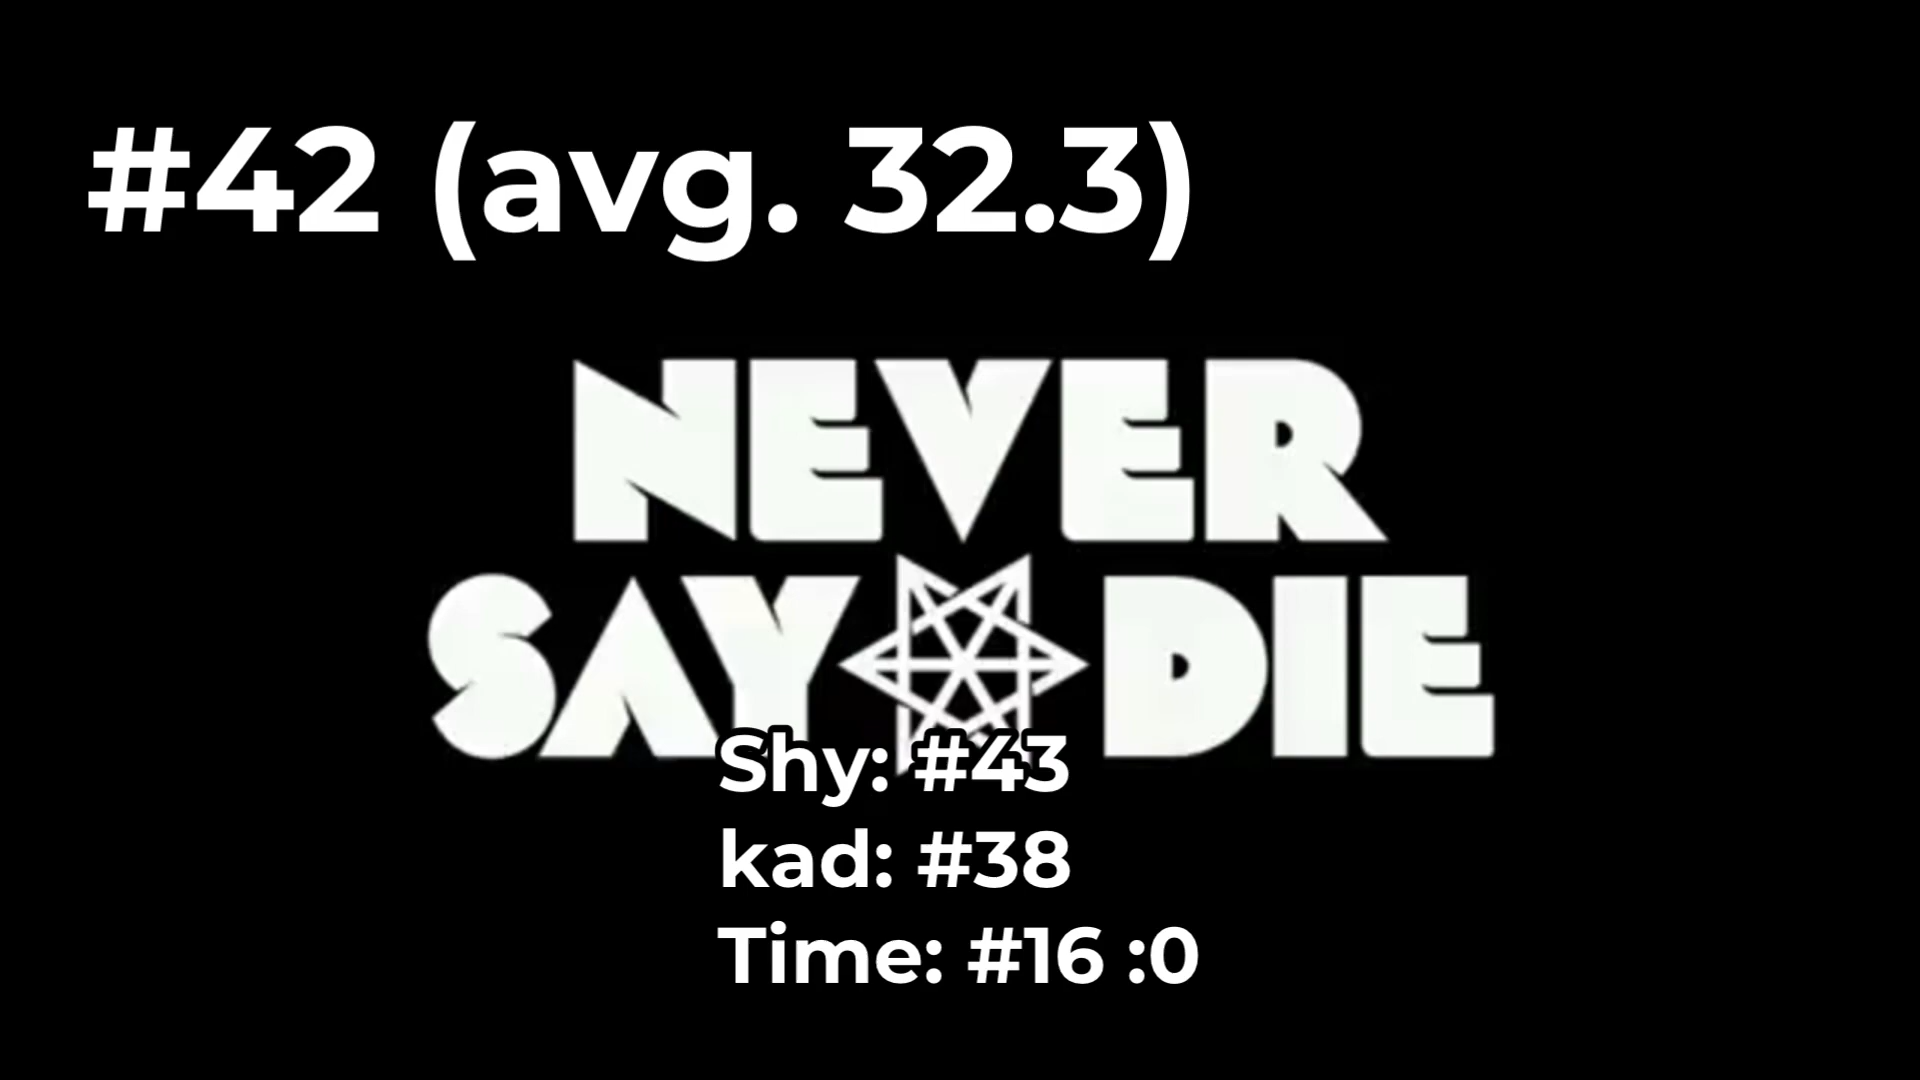 #42 (avg. 32.3)
NEVER
SAY DIE
Shy: #43
kad: #38
Time: #16 :0